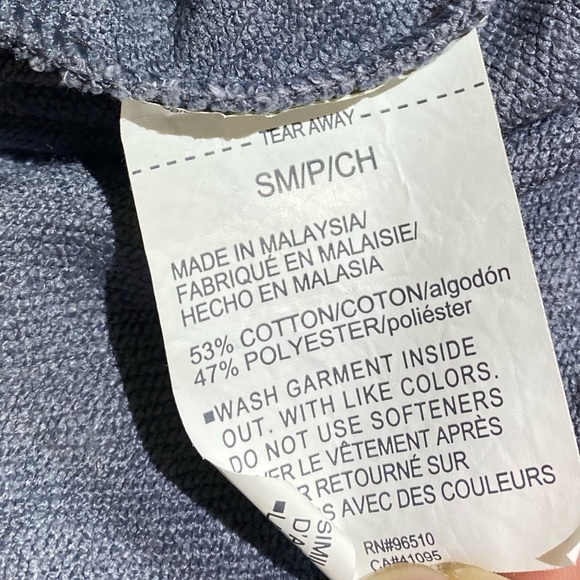 TEAR AWAY
SM/P/CH
MADE IN MALAYSIA/
FABRIQUÉ EN MALAISIE/
HECHO EN MALASIA
53% COTTON/COTON/algodón
47% POLYESTER/poliéster
■WASH GARMENT INSIDE
OUT. WITH LIKE COLORS.
DO NOT USE SOFTENERS
LE VÊTEMENT APRÈS
RETOURNÉ SUR
AVEC DES COULEURS
RN#96510
CA#41095